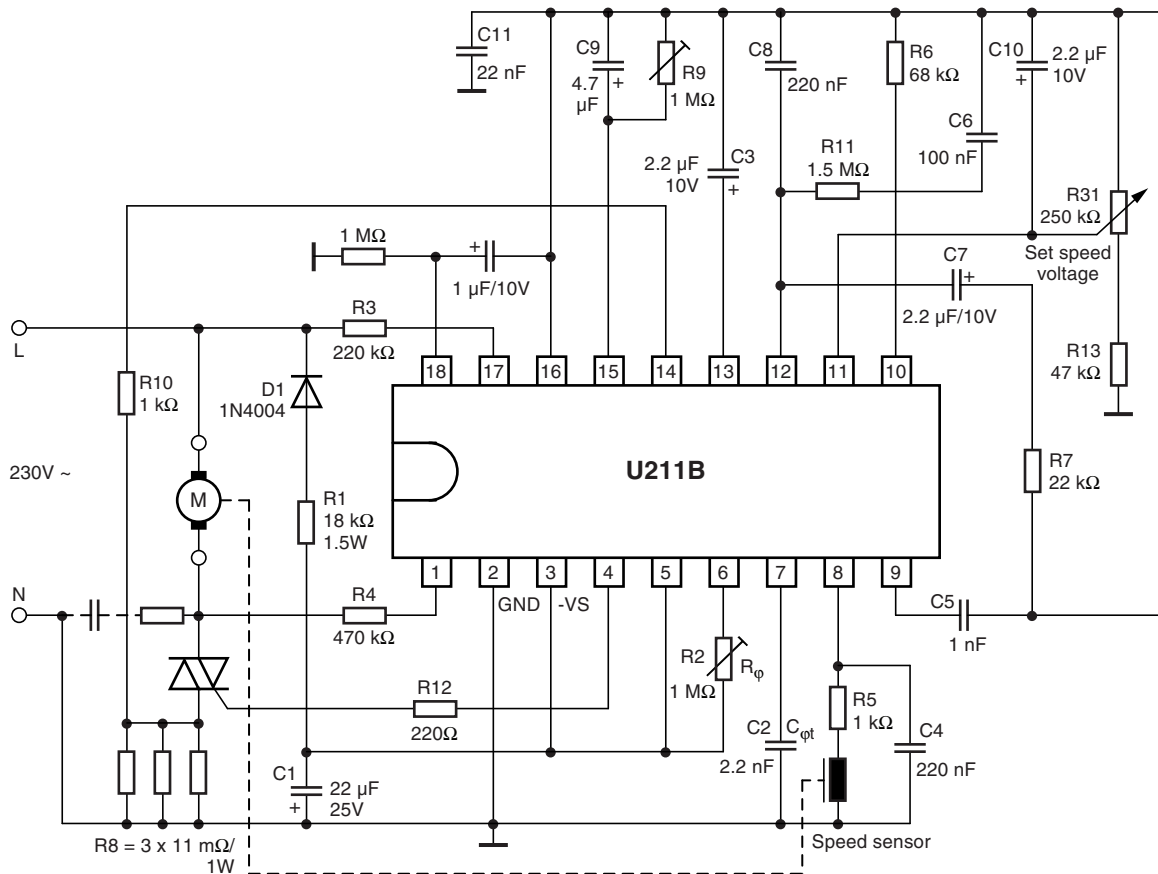 C11
22 nF
C9
4.7
µF
+
R9
1 MΩ
C8
220 nF
R6
68 kΩ
C10
2.2 µF
10V
+
C6
100 nF
R11
1.5 MΩ
2.2 µF
10V
C3
+
R31
250 kΩ
Set speed
voltage
1 MΩ
+
1 µF/10V
C7
+
2.2 µF/10V
L
R3
220 kΩ
R13
47 kΩ
18 17 16 15 14 13 12 11 10
R10
1 kΩ
D1
1N4004
U211B
230V ~
M
R1
18 kΩ
1.5W
R7
22 kΩ
1 2 3 4 5 6 7 8 9
N
R4
470 kΩ
GND -VS
C5
1 nF
R2
1 MΩ
Rφ
R12
220Ω
R5
1 kΩ
C4
220 nF
C2
2.2 nF
Cφt
C1
22 µF
25V
+
R8 = 3 x 11 mΩ/
1W
Speed sensor